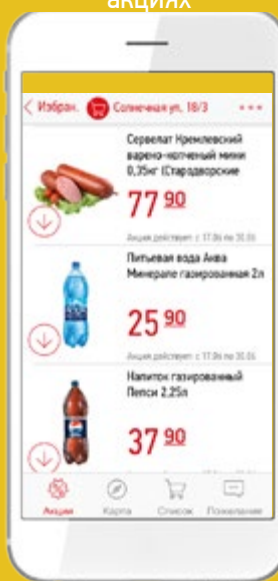 акциях
Избран.
Солнечная ул, 18/3
Сервелат Кремлевский
варено-копченый мини
0,35кг (Стародворские
77 90
Акция действует с 17.06 по 30.06
Питьевая вода Аква
Минерале газированная 2л
25 90
Акция действует с 17.06 по 30.06
Напиток газированный
Пепси 2,25л
37 90
Акции Карта Список Пожелания